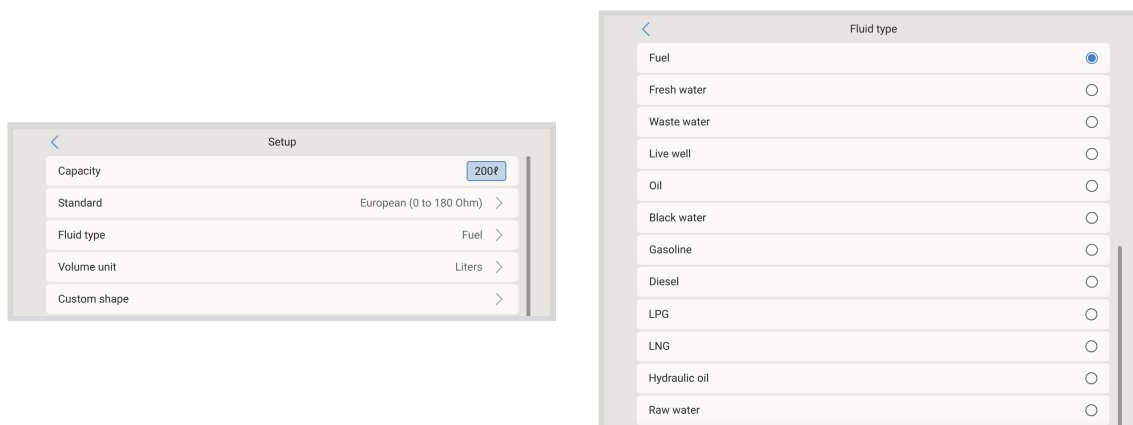 Setup
Capacity 200ℓ
Standard European (0 to 180 Ohm)
Fluid type Fuel
Volume unit Liters
Custom shape
Fluid type
Fuel
Fresh water
Waste water
Live well
Oil
Black water
Gasoline
Diesel
LPG
LNG
Hydraulic oil
Raw water